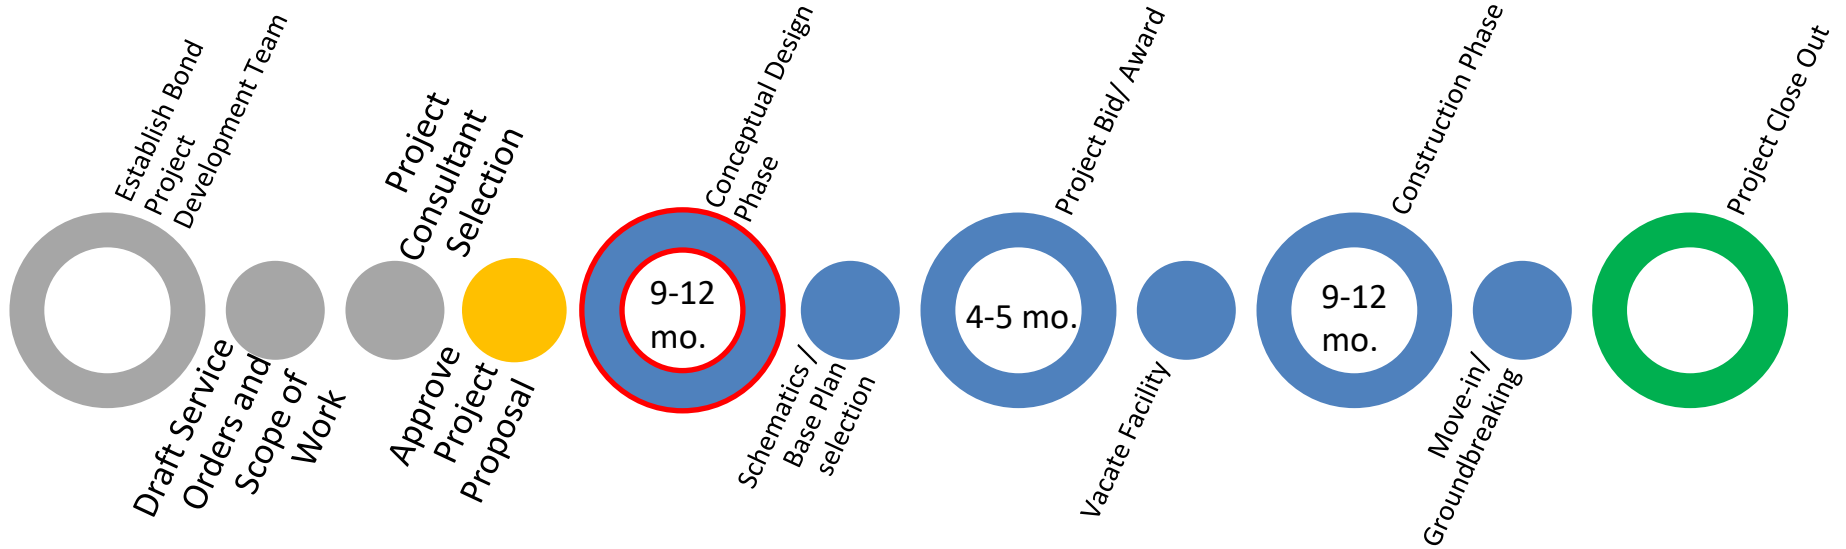 Establish Bond
Project
Development Team
Draft Service
Orders and
Scope of
Work
Project
Consultant
Selection
Approve
Project
Proposal
Conceptual Design
Phase
9-12
mo.
Schematics /
Base Plan
selection
Project Bid/ Award
4-5 mo.
Vacate Facility
Construction Phase
9-12
mo.
Move-in/
Groundbreaking
Project Close Out